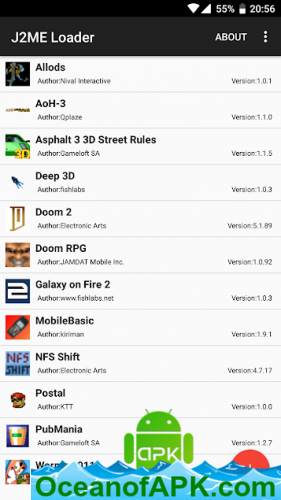 55% 20:56
J2ME Loader ABOUT
Allods
Author:Nival Interactive Version:1.0.1
AoH-3
Author:Qplaze Version:1.1.0
Asphalt 3 3D Street Rules
Author:Gameloft SA Version:1.1.5
3D
Deep 3D
Author:fishlabs Version:1.0.3
Doom 2
Author:Electronic Arts Version:5.1.89
Doom RPG
Author:JAMDAT Mobile Inc. Version:1.0.92
Galaxy on Fire 2
Author:www.fishlabs.net Version:1.0.3
2
MobileBasic
Author:kiriman Version:1.9.1
NFS Shift
Author:Electronic Arts Version:4.7.17
NFS
SHIFT
Postal
Author:KTT Version:1.0.0
PubMania
Author:Gameloft SA Version:1.2.7
APK
OceanofAPK.com